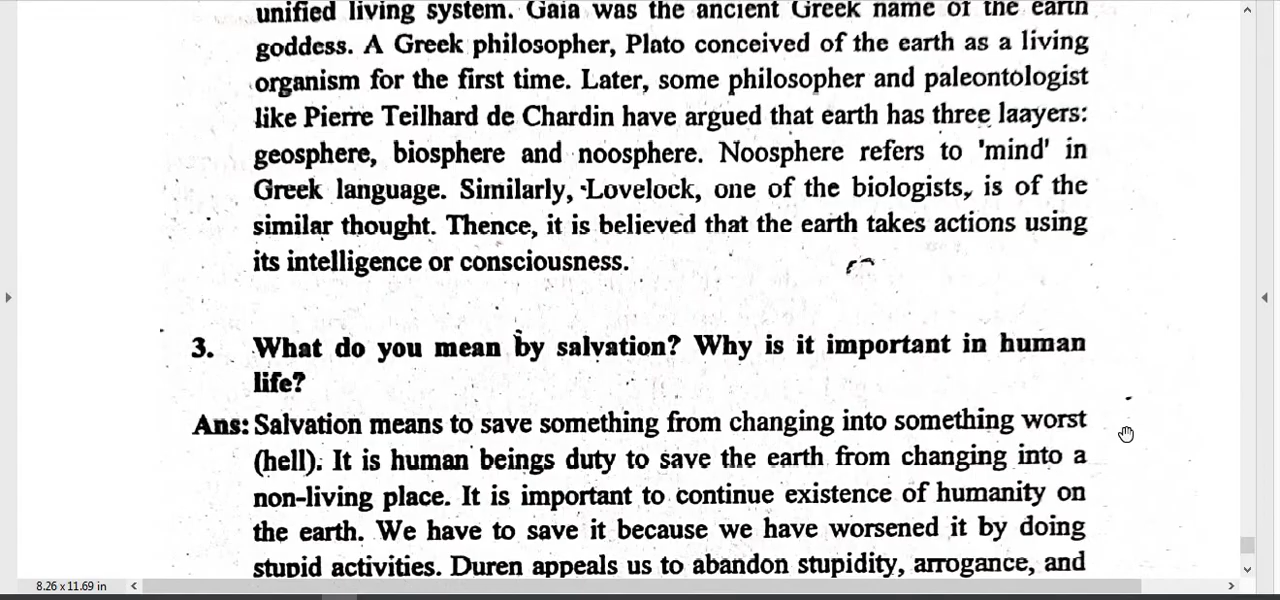 unified living system. Gaia was the ancient Greek name of the earth
goddess. A Greek philosopher, Plato conceived of the earth as a living
organism for the first time. Later, some philosopher and paleontologist
like Pierre Teilhard de Chardin have argued that earth has three laayers:
geosphere, biosphere and noosphere. Noosphere refers to 'mind' in
Greek language. Similarly, Lovelock, one of the biologists, is of the
similar thought. Thence, it is believed that the earth takes actions using
its intelligence or consciousness.
3. What do you mean by salvation? Why is it important in human
life?
Ans: Salvation means to save something from changing into something worst
(hell). It is human beings duty to save the earth from changing into a
non-living place. It is important to continue existence of humanity on
the earth. We have to save it because we have worsened it by doing
stupid activities. Duren appeals us to abandon stupidity, arrogance, and
8.26 x 11.69 in